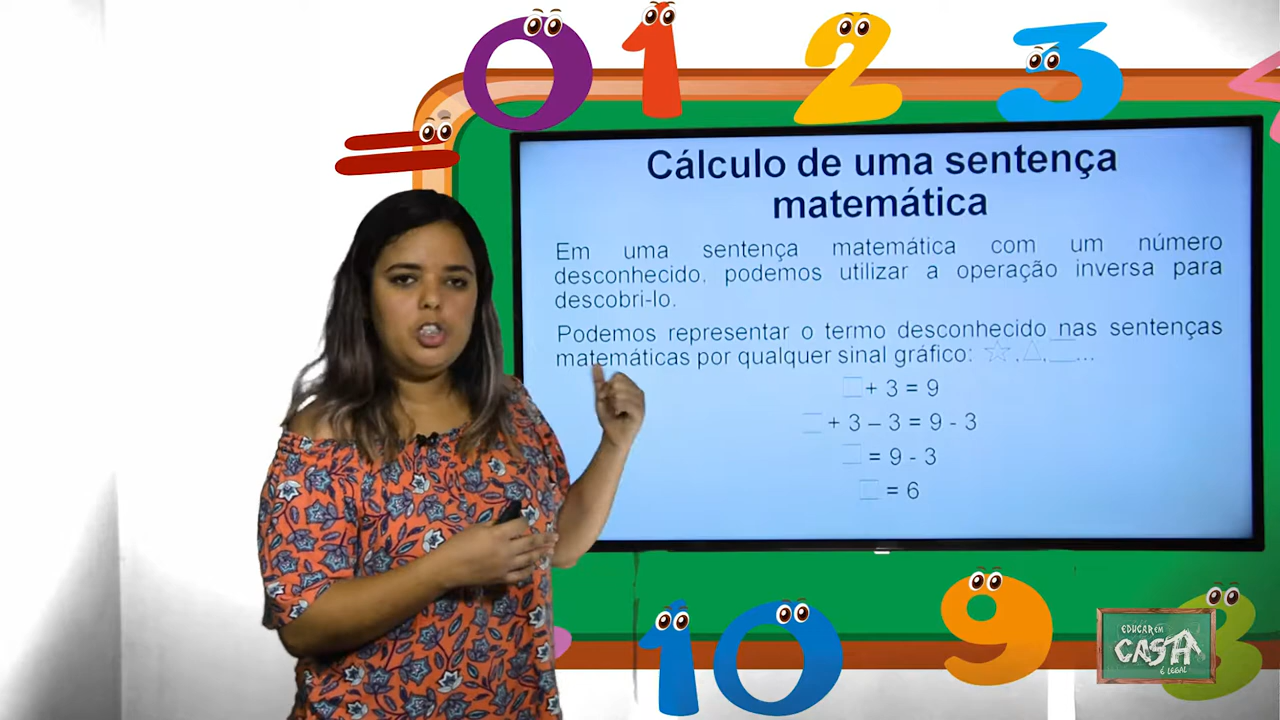 0 1 2 3
=
Cálculo de uma sentença
matemática
Em uma sentença matemática com um número
desconhecido, podemos utilizar a operação inversa para
descobri-lo.
Podemos representar o termo desconhecido nas sentenças
matemáticas por qualquer sinal gráfico: ☆,△,□...
□ + 3 = 9
□ + 3 – 3 = 9 - 3
□ = 9 - 3
□ = 6
10 9 8
EDUCAR EM
CASA
É LEGAL